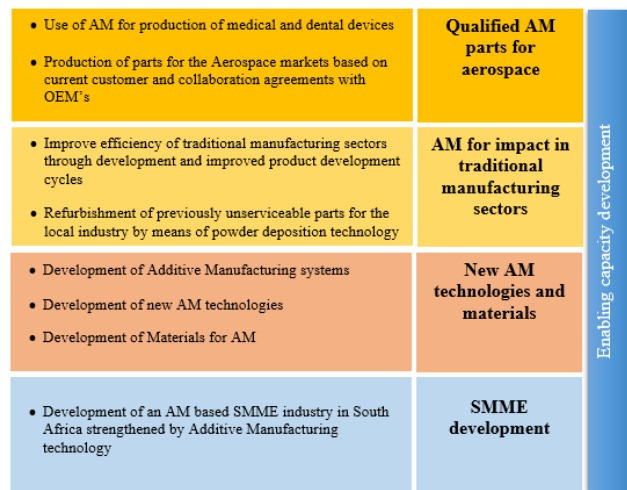 • Use of AM for production of medical and dental devices
• Production of parts for the Aerospace markets based on
current customer and collaboration agreements with
OEM’s
Qualified AM
parts for
aerospace
• Improve efficiency of traditional manufacturing sectors
through development and improved product development
cycles
• Refurbishment of previously unserviceable parts for the
local industry by means of powder deposition technology
AM for impact in
traditional
manufacturing
sectors
• Development of Additive Manufacturing systems
• Development of new AM technologies
• Development of Materials for AM
New AM
technologies and
materials
• Development of an AM based SMME industry in South
Africa strengthened by Additive Manufacturing
technology
SMME
development
Enabling capacity development